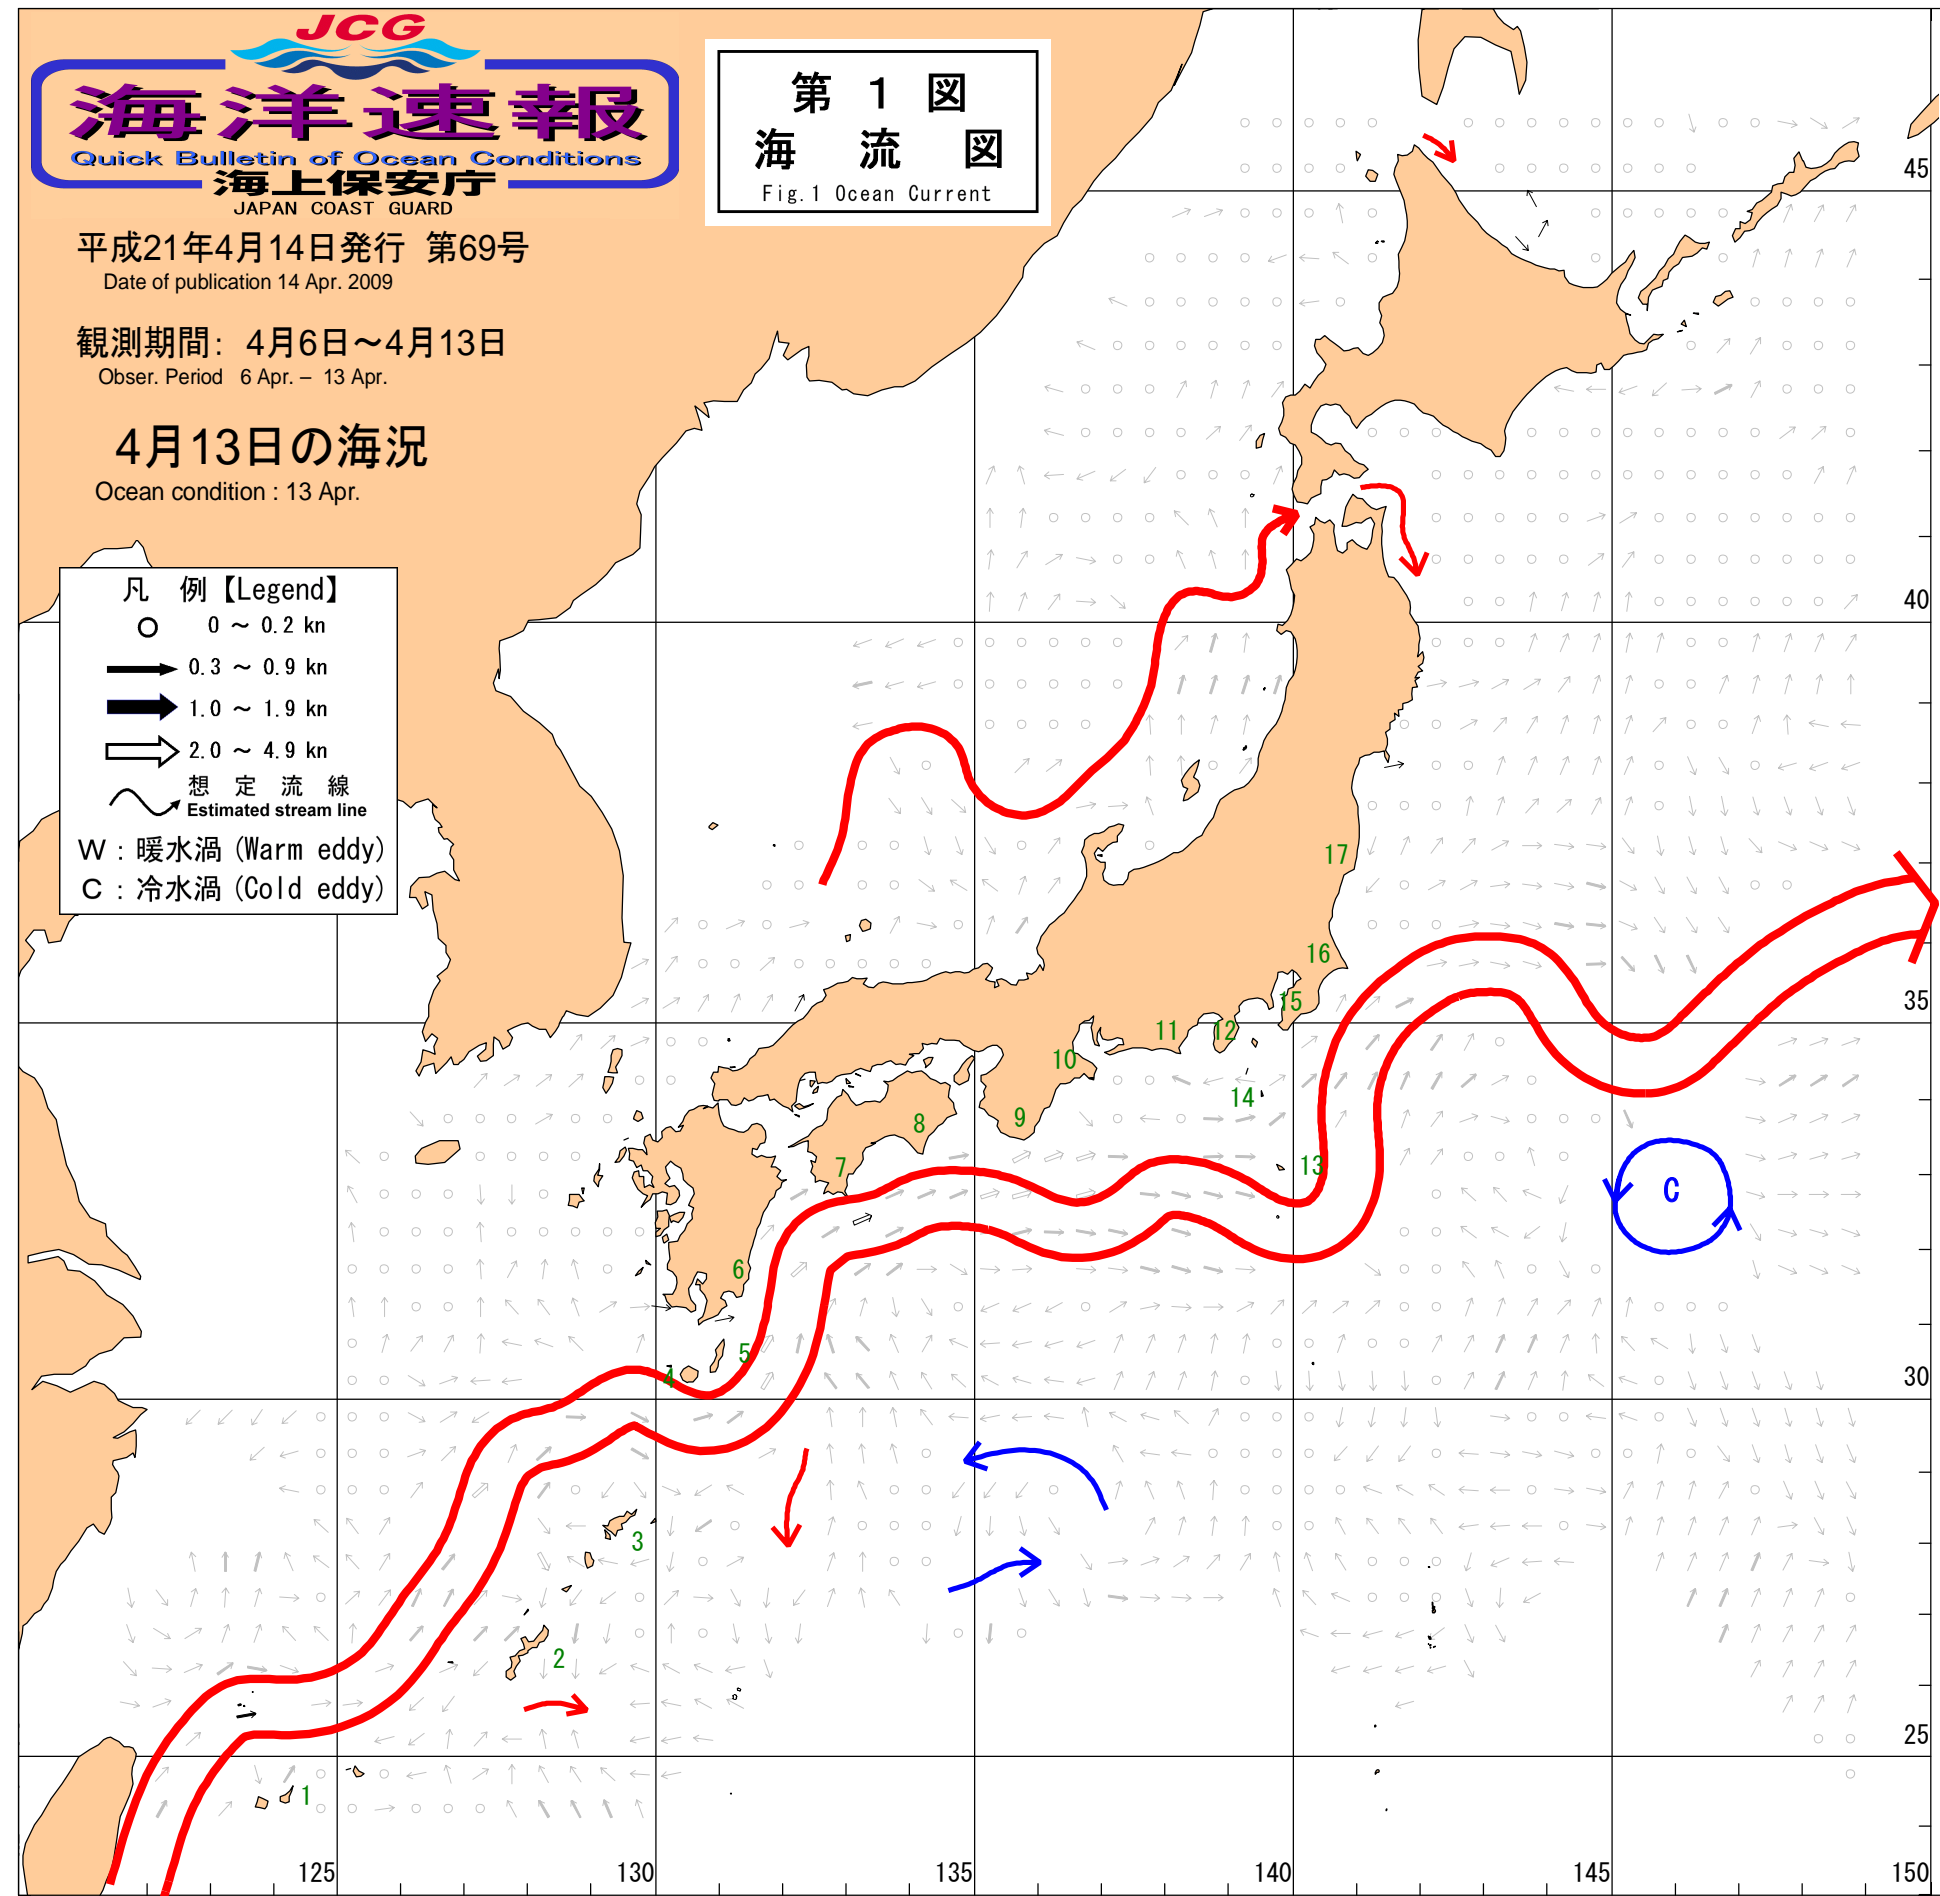 JCG
海洋速報
Quick Bulletin of Ocean Conditions
海上保安庁
JAPAN COAST GUARD
平成21年4月14日発行 第69号
Date of publication 14 Apr. 2009
観測期間: 4月6日～4月13日
Obser. Period 6 Apr. – 13 Apr.
4月13日の海況
Ocean condition : 13 Apr.
第 1 図
海 流 図
Fig.1 Ocean Current
凡 例【Legend】
0 ～ 0.2 kn
0.3 ～ 0.9 kn
1.0 ～ 1.9 kn
2.0 ～ 4.9 kn
想 定 流 線
Estimated stream line
W : 暖水渦 (Warm eddy)
C : 冷水渦 (Cold eddy)
45
40
17
16
35
15
11
12
10
14
9
8
7
13
C
6
5
4
30
3
2
25
1
125
130
135
140
145
150